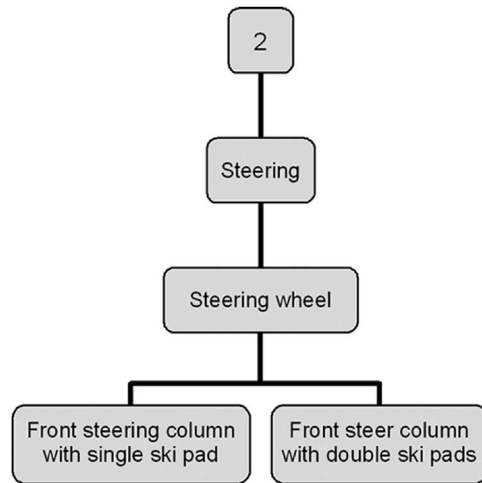 2
Steering
Steering wheel
Front steering column
with single ski pad
Front steer column
with double ski pads